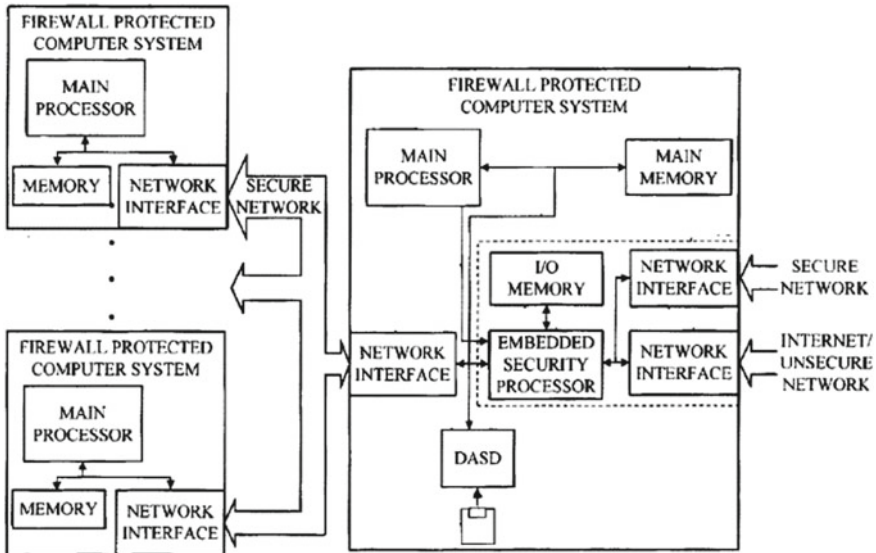 FIREWALL PROTECTED
COMPUTER SYSTEM
MAIN
PROCESSOR
MEMORY
NETWORK
INTERFACE
SECURE
NETWORK
FIREWALL PROTECTED
COMPUTER SYSTEM
MAIN
PROCESSOR
MEMORY
NETWORK
INTERFACE
FIREWALL PROTECTED
COMPUTER SYSTEM
MAIN
PROCESSOR
MAIN
MEMORY
I/O
MEMORY
NETWORK
INTERFACE
SECURE
NETWORK
NETWORK
INTERFACE
EMBEDDED
SECURITY
PROCESSOR
NETWORK
INTERFACE
INTERNET/
UNSECURE
NETWORK
DASD